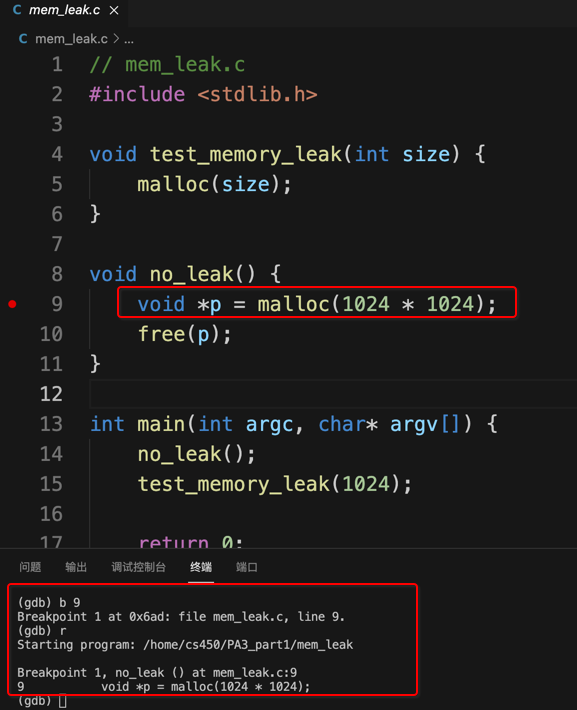 C mem_leak.c ×
C mem_leak.c > ...
1 // mem_leak.c
2 #include <stdlib.h>
3
4 void test_memory_leak(int size) {
5     malloc(size);
6 }
7
8 void no_leak() {
9     void *p = malloc(1024 * 1024);
10     free(p);
11 }
12
13 int main(int argc, char* argv[]) {
14     no_leak();
15     test_memory_leak(1024);
16
17     return 0;
问题 输出 调试控制台 终端 端口
(gdb) b 9
Breakpoint 1 at 0x6ad: file mem_leak.c, line 9.
(gdb) r
Starting program: /home/cs450/PA3_part1/mem_leak
Breakpoint 1, no_leak () at mem_leak.c:9
9           void *p = malloc(1024 * 1024);
(gdb)